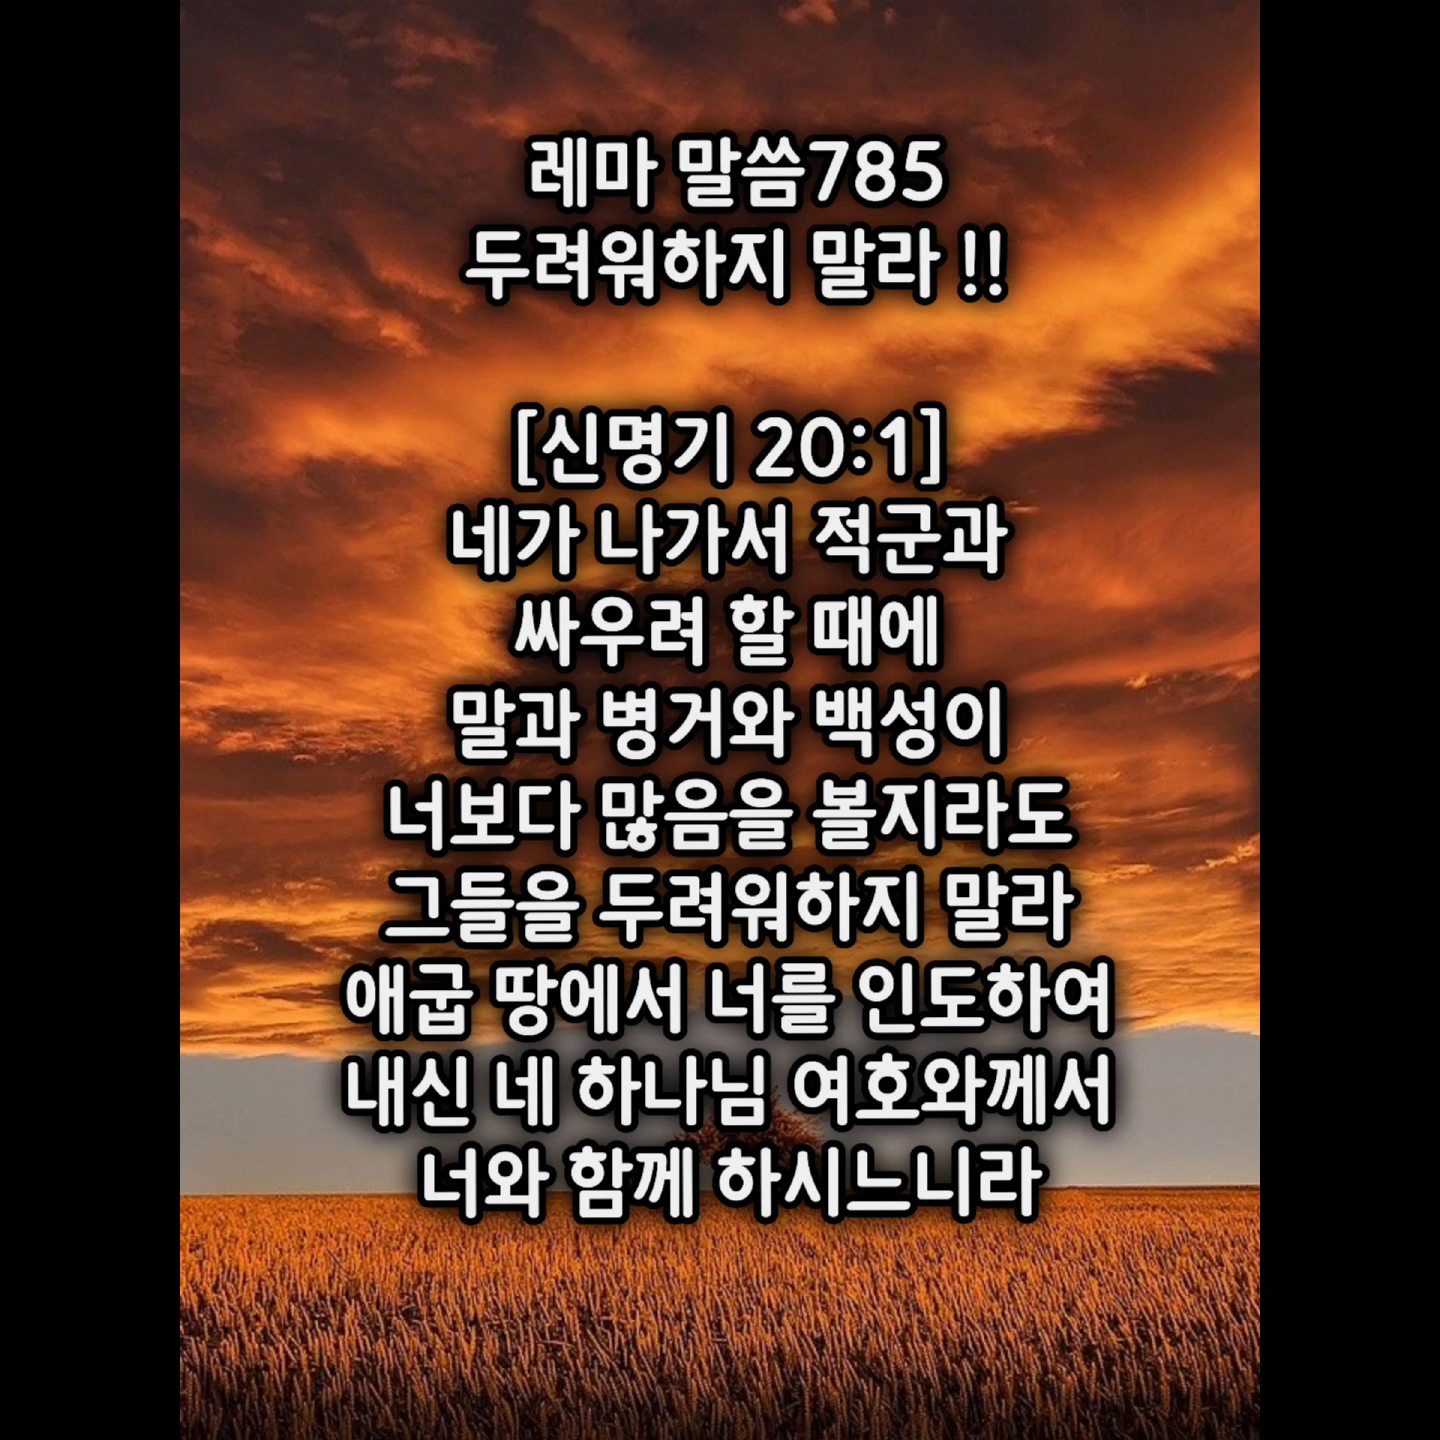 레마 말씀785
두려워하지 말라 !!
[신명기 20:1]
네가 나가서 적군과
싸우려 할 때에
말과 병거와 백성이
너보다 많음을 볼지라도
그들을 두려워하지 말라
애굽 땅에서 너를 인도하여
내신 네 하나님 여호와께서
너와 함께 하시느니라